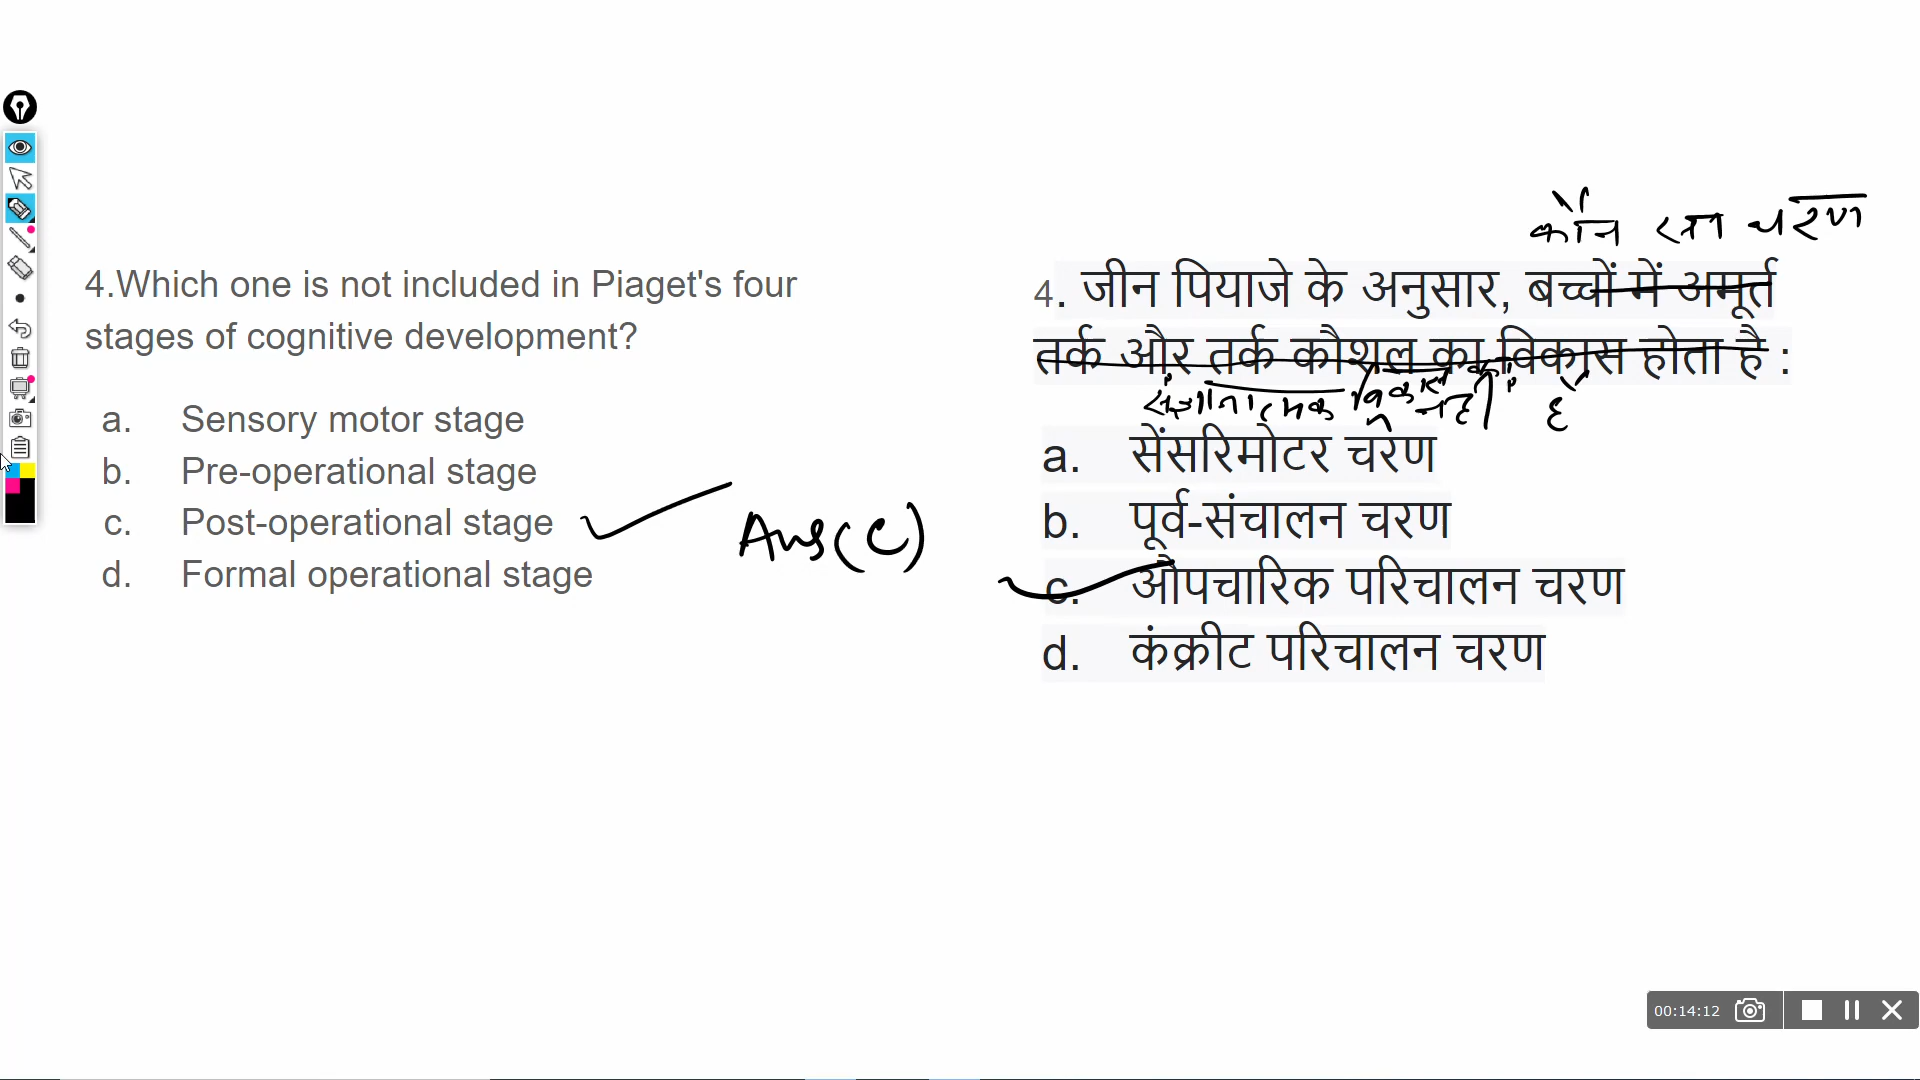 4.Which one is not included in Piaget's four
stages of cognitive development?
a. Sensory motor stage
b. Pre-operational stage
c. Post-operational stage
d. Formal operational stage
Ans(C)
कौन सा चरण
4. जीन पियाजे के अनुसार, बच्चों में अमूर्त
तर्क और तर्क कौशल का विकास होता है :
संज्ञानात्मक विकास का नहीं है
a. सेंसरिमोटर चरण
b. पूर्व-संचालन चरण
c. औपचारिक परिचालन चरण
d. कंक्रीट परिचालन चरण
00:14:12